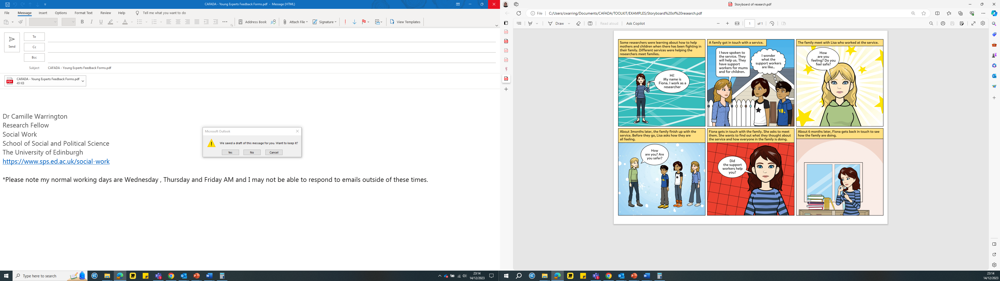 CAFADA - Young Experts Feedback Forms.pdf - Message (HTML)
File Message Insert Options Format Text Review Help Tell me what you want to do
B I U A Address Book Attach File Signature View Templates
Send
To
Cc
Bcc
Subject CAFADA - Young Experts Feedback Forms.pdf
PDF
CAFADA - Young Experts Feedback Forms.pdf
49 KB
Dr Camille Warrington
Research Fellow
Social Work
School of Social and Political Science
The University of Edinburgh
https://www.sps.ed.ac.uk/social-work
*Please note my normal working days are Wednesday , Thursday and Friday AM and I may not be able to respond to emails outside of these times.
Microsoft Outlook
We saved a draft of this message for you. Want to keep it?
Yes No Cancel
Type here to search
23:14
14/12/2023
Storyboard of research.pdf
File C:/Users/cwarring/Documents/CAFADA/TOOLKIT/EXAMPLES/Storyboard%20of%20research.pdf
Draw Read aloud Ask Copilot 1 of 1
Some researchers were learning about how to help
mothers and children when there has been fighting in
their family. Different services were helping the
researchers meet families.
Hi!
My name is
Fiona. I work as a
researcher
A family got in touch with a service.
I have spoken to
the service. They
will help us. They
have support
workers for mums
and for children.
I wonder
what the
support workers
are like..
NO.
The family meet with Lisa who worked at the service.
How
are you
feeling? Do you
feel safe?
About 3months later, the family finish up with the
service. Before they go, Lisa asks how they are
all feeling.
How
are you? Are
you safer?
Fiona gets in touch with the family. She asks to meet
them. She wants to find out what they thought about
the service and how everyone in the family is doing.
Did
the support
workers help
you?
About 6 months later, Fiona gets back in touch to see
how the family are doing.
23:14
14/12/2023